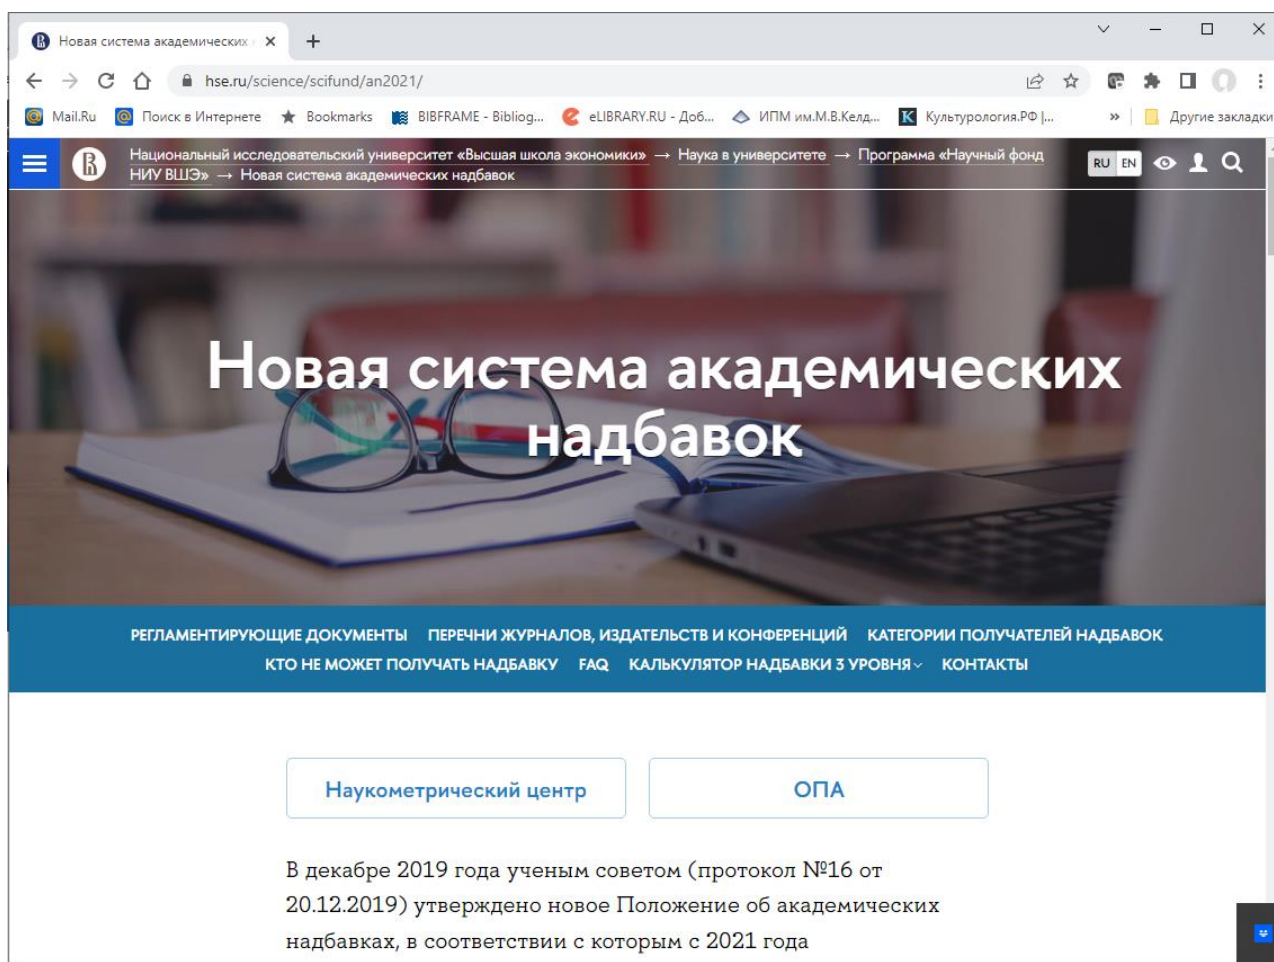 Новая система академических
hse.ru/science/scifund/an2021/
Mail.Ru Поиск в Интернете Bookmarks BIBFRAME - Bibliog... eLIBRARY.RU - Доб... ИПМ им.М.В.Келд... Культурология.РФ |... » Другие закладки
Национальный исследовательский университет «Высшая школа экономики» → Наука в университете → Программа «Научный фонд
НИУ ВШЭ» → Новая система академических надбавок
RU EN
Новая система академических
надбавок
РЕГЛАМЕНТИРУЮЩИЕ ДОКУМЕНТЫ ПЕРЕЧНИ ЖУРНАЛОВ, ИЗДАТЕЛЬСТВ И КОНФЕРЕНЦИЙ КАТЕГОРИИ ПОЛУЧАТЕЛЕЙ НАДБАВОК
КТО НЕ МОЖЕТ ПОЛУЧАТЬ НАДБАВКУ FAQ КАЛЬКУЛЯТОР НАДБАВКИ 3 УРОВНЯ КОНТАКТЫ
Наукометрический центр ОПА
В декабре 2019 года ученым советом (протокол №16 от
20.12.2019) утверждено новое Положение об академических
надбавках, в соответствии с которым с 2021 года